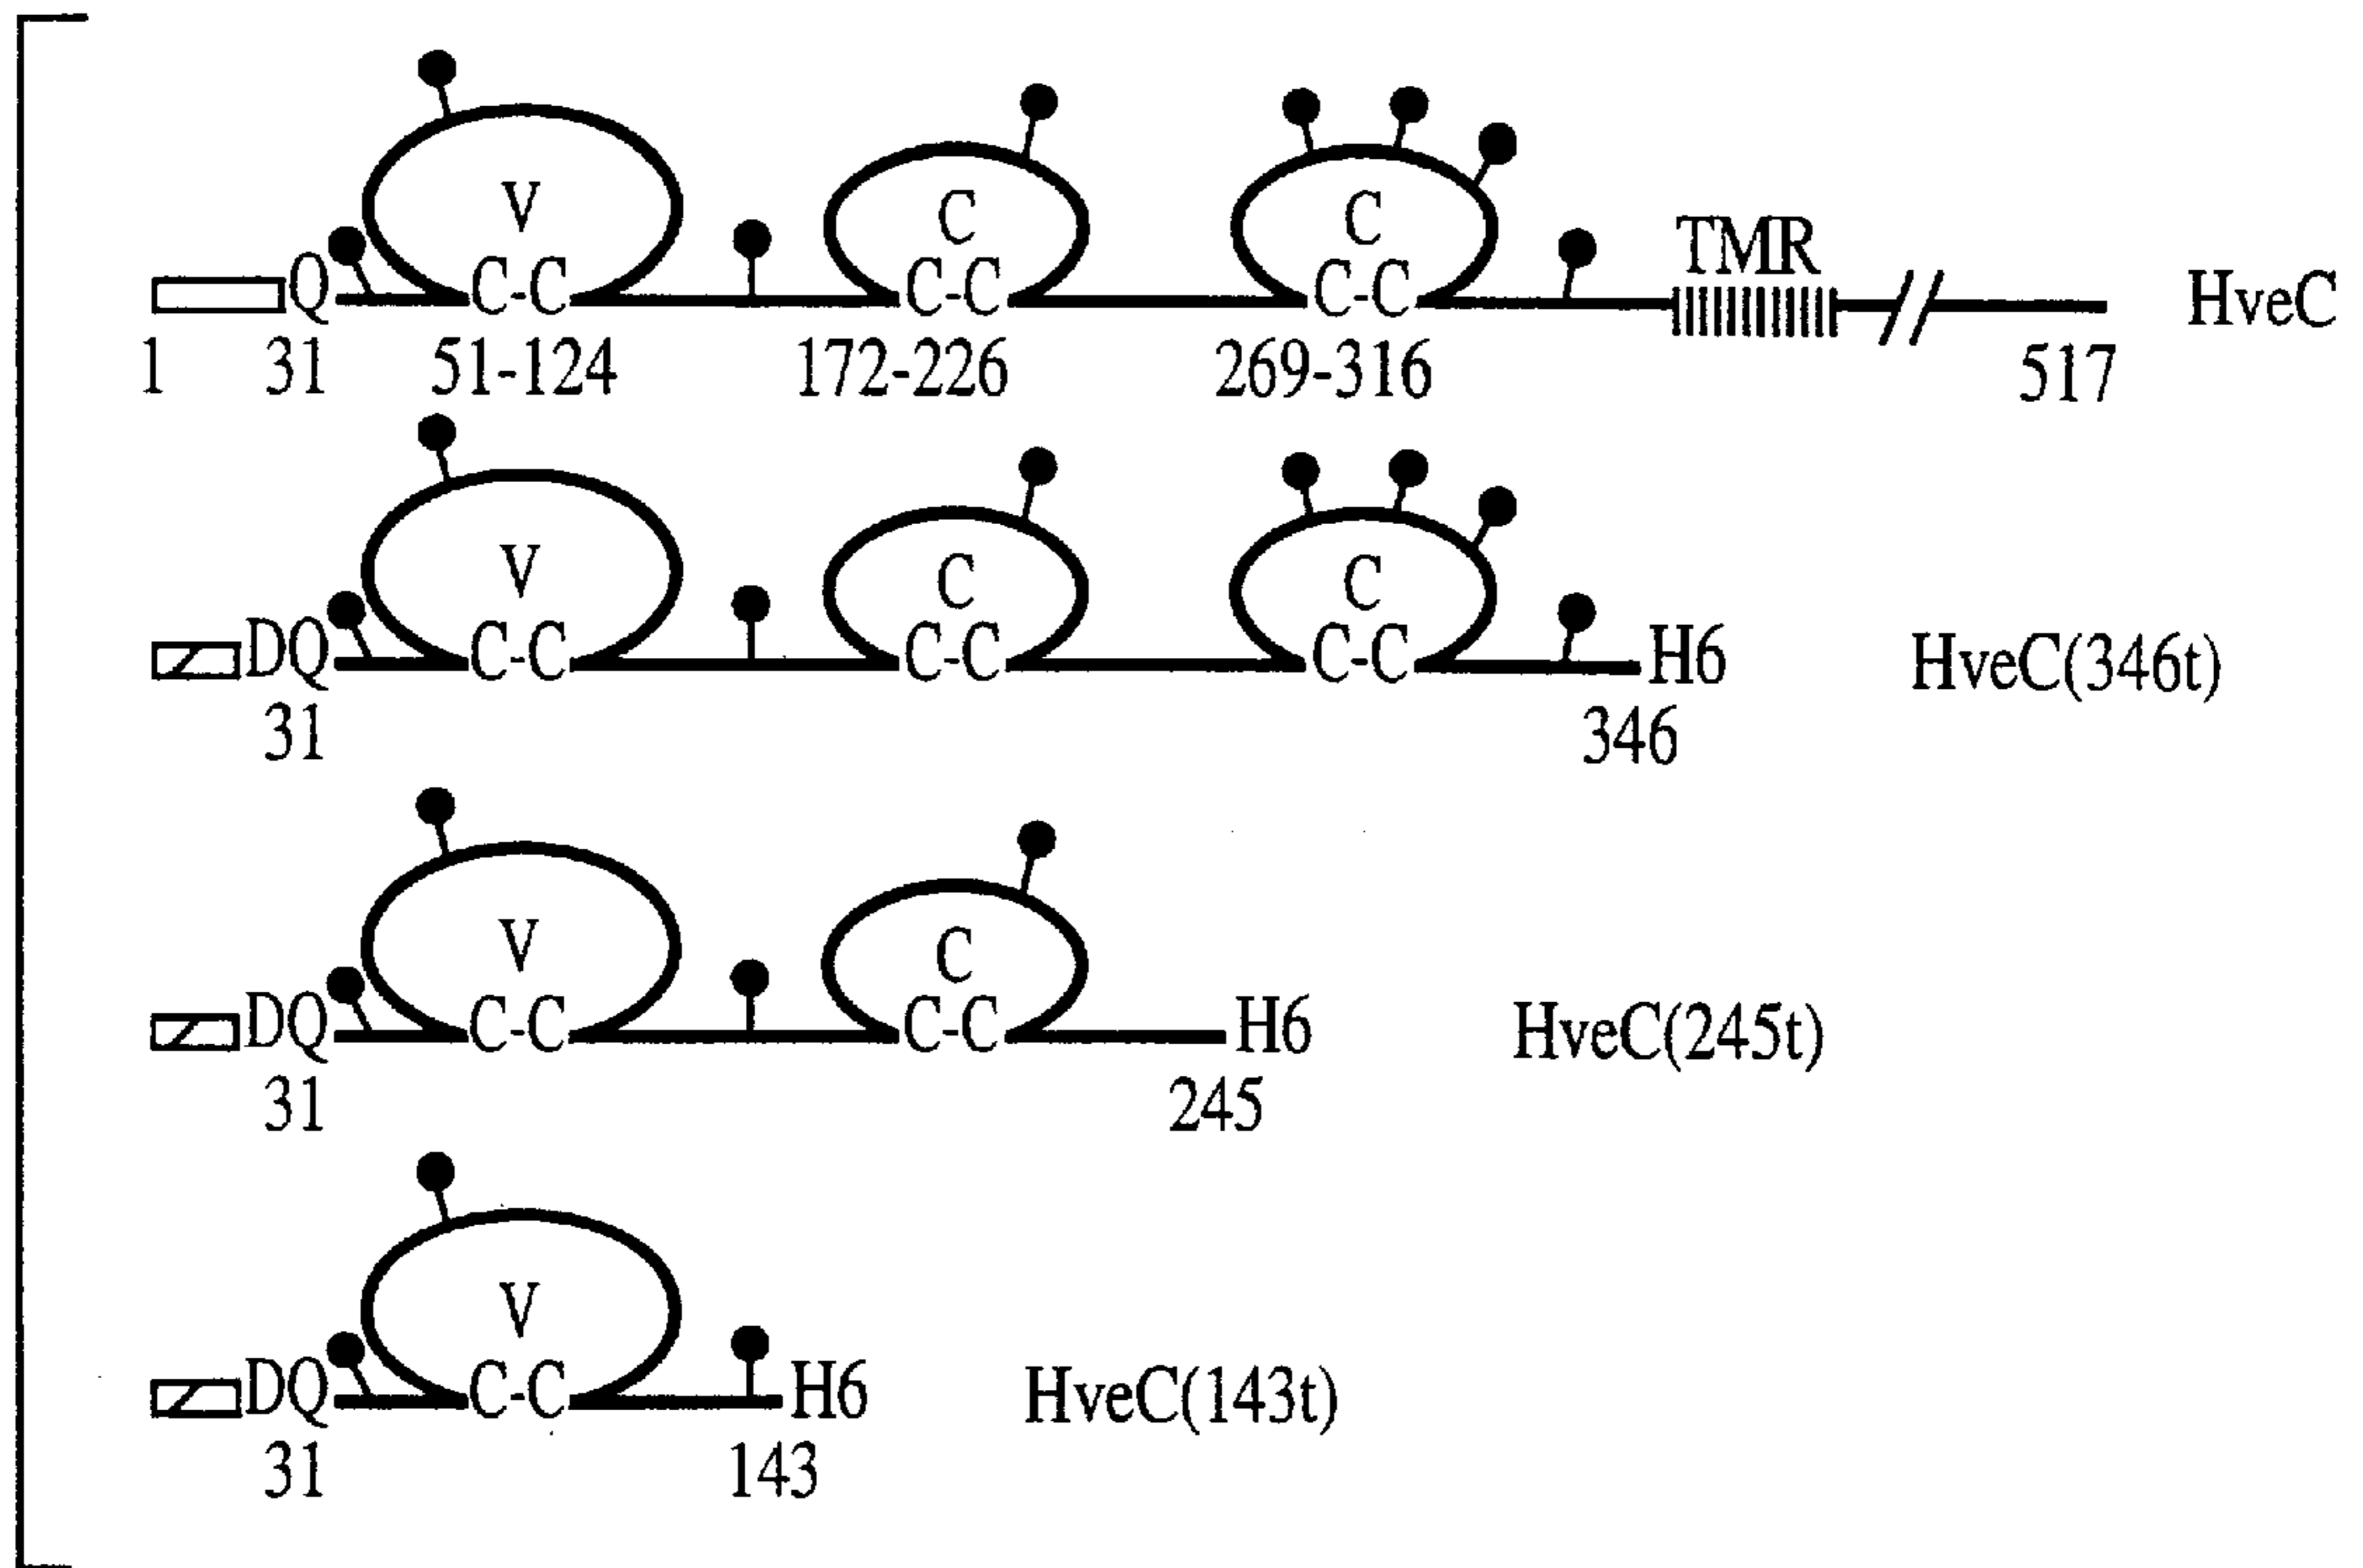 V C C TMR
Q C-C C-C C-C HveC
1 31 51-124 172-226 269-316 517
V C C
DQ C-C C-C C-C H6 HveC(346t)
31 346
V C
DQ C-C C-C H6 HveC(245t)
31 245
V
DQ C-C H6 HveC(143t)
31 143